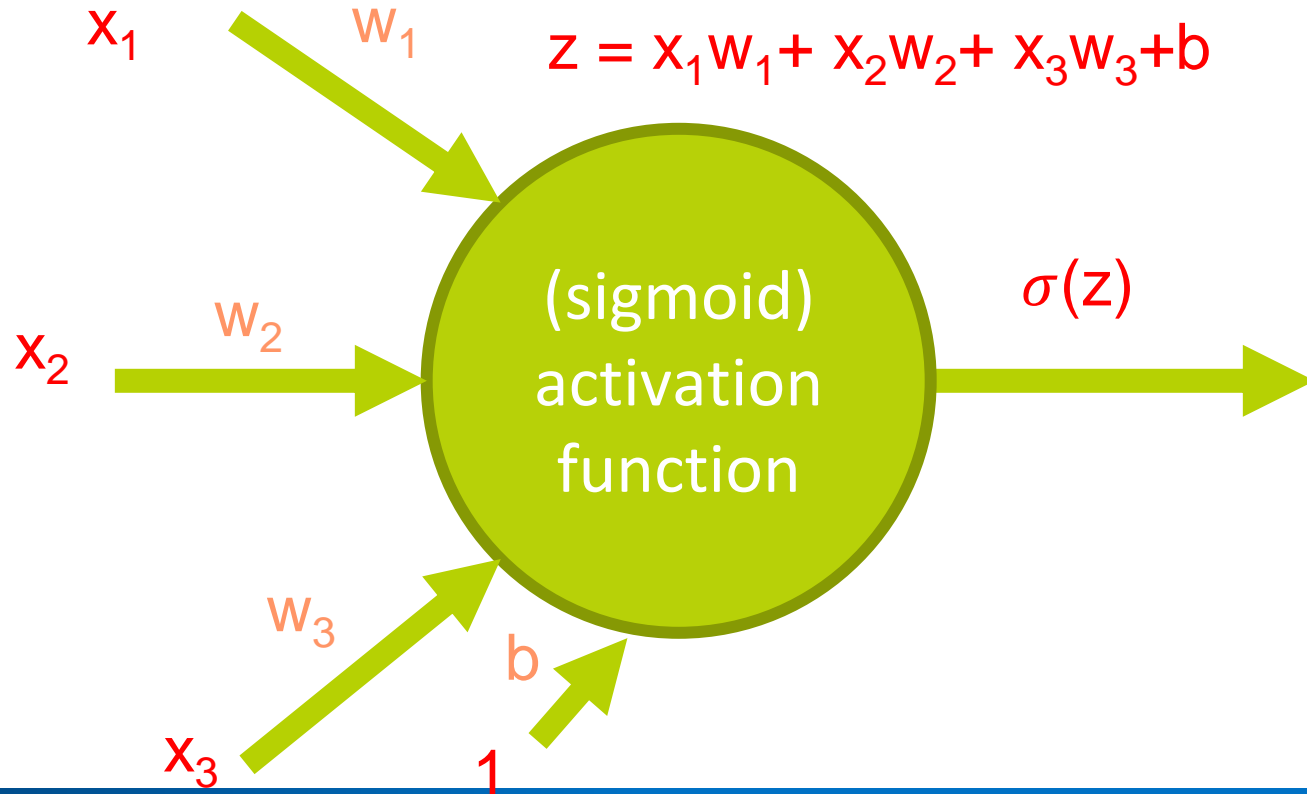 x₁
w₁
z = x₁w₁+ x₂w₂+ x₃w₃+b
(sigmoid)
activation
function
σ(z)
w₂
x₂
w₃
b
x₃
1